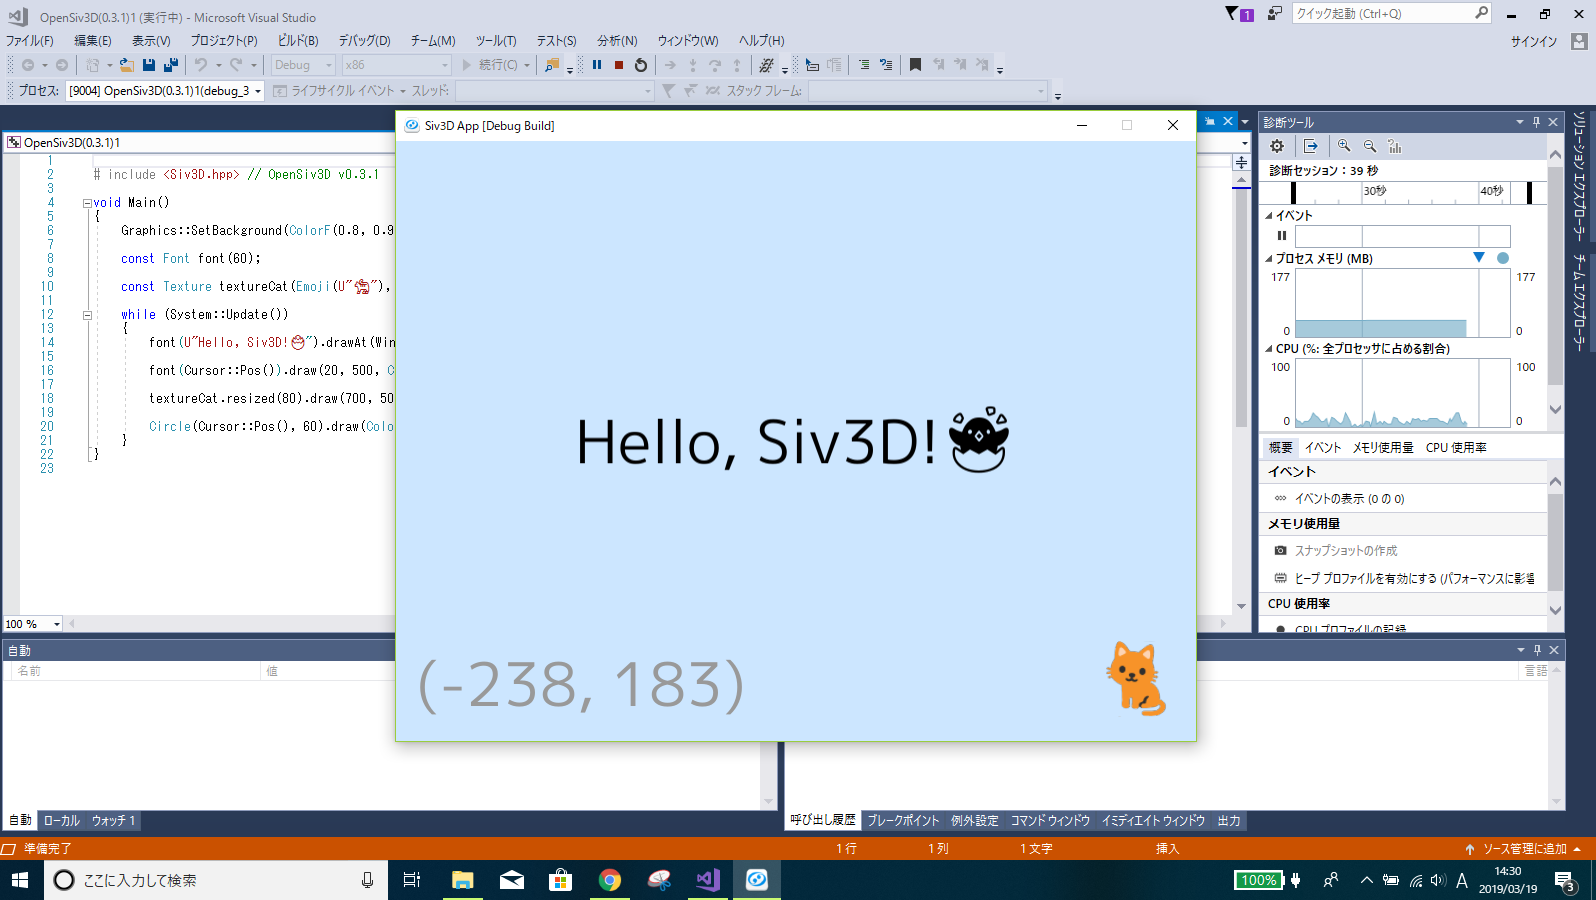 OpenSiv3D(0.3.1)1 (実行中) - Microsoft Visual Studio
1
クイック起動 (Ctrl+Q)
ファイル(F) 編集(E) 表示(V) プロジェクト(P) ビルド(B) デバッグ(D) チーム(M) ツール(T) テスト(S) 分析(N) ウィンドウ(W) ヘルプ(H)
サインイン
Debug x86 続行(C)
プロセス: [9004] OpenSiv3D(0.3.1)1(debug_3 ライフサイクル イベント スレッド: スタック フレーム:
Siv3D App [Debug Build]
OpenSiv3D(0.3.1)1
1
2 # include <Siv3D.hpp> // OpenSiv3D v0.3.1
3
4 void Main()
5 {
6 Graphics::SetBackground(ColorF(0.8, 0.9
7
8 const Font font(60);
9
10 const Texture textureCat(Emoji(U"🐈"),
11
12 while (System::Update())
13 {
14 font(U"Hello, Siv3D!🐣").drawAt(Win
15
16 font(Cursor::Pos()).draw(20, 500, C
17
18 textureCat.resized(80).draw(700, 50
19
20 Circle(Cursor::Pos(), 60).draw(Colo
21 }
22 }
23
100 %
Hello, Siv3D!🐣
(-238, 183)
診断ツール
診断セッション : 39 秒
30秒 40秒
イベント
プロセス メモリ (MB)
177 177
0 0
CPU (%: 全プロセッサに占める割合)
100 100
0 0
概要 イベント メモリ使用量 CPU 使用率
イベント
イベントの表示 (0 の 0)
メモリ使用量
スナップショットの作成
ヒープ プロファイルを有効にする (パフォーマンスに影響
CPU 使用率
CPU プロファイルの記録
ソリューション エクスプローラー
チーム エクスプローラー
自動
名前 値
言語
自動 ローカル ウォッチ 1
呼び出し履歴 ブレークポイント 例外設定 コマンド ウィンドウ イミディエイト ウィンドウ 出力
準備完了 1 行 1 列 1 文字 挿入 ソース管理に追加
ここに入力して検索
100%
A
14:30
2019/03/19
3